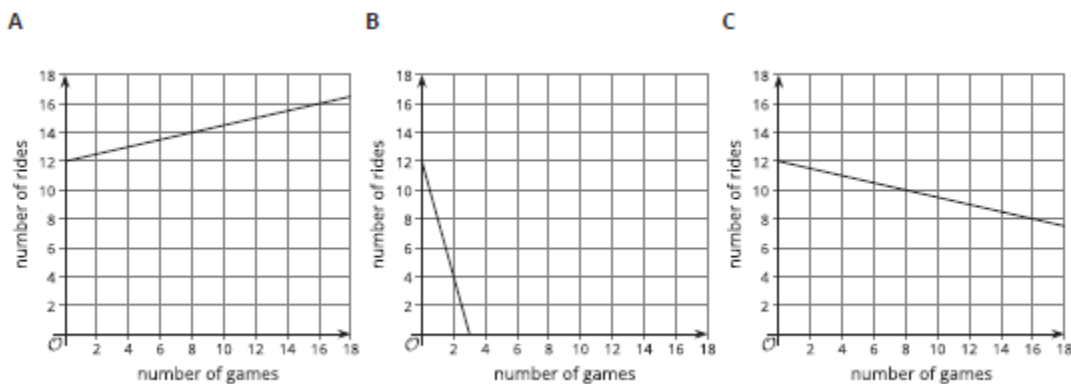 A B C
18 18 18
16 16 16
14 14 14
12 12 12
10 10 10
8 8 8
6 6 6
4 4 4
2 2 2
number of rides number of rides number of rides
O 2 4 6 8 10 12 14 16 18 O 2 4 6 8 10 12 14 16 18 O 2 4 6 8 10 12 14 16 18
number of games number of games number of games